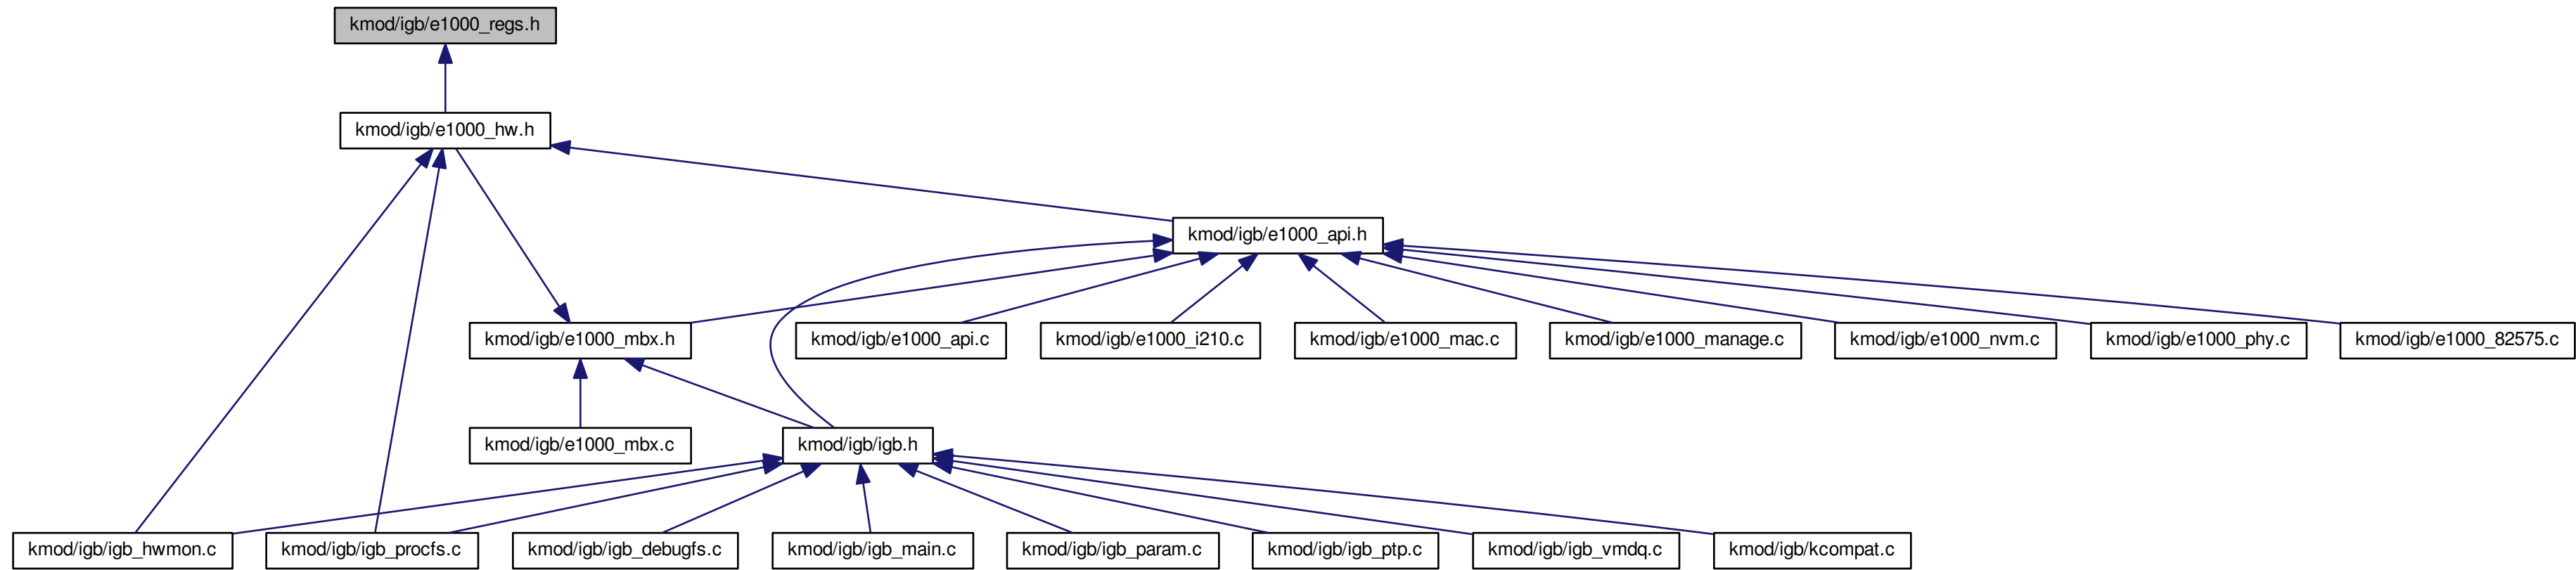 kmod/igb/e1000_regs.h
kmod/igb/e1000_hw.h
kmod/igb/e1000_api.h
kmod/igb/e1000_mbx.h
kmod/igb/e1000_api.c
kmod/igb/e1000_i210.c
kmod/igb/e1000_mac.c
kmod/igb/e1000_manage.c
kmod/igb/e1000_nvm.c
kmod/igb/e1000_phy.c
kmod/igb/e1000_82575.c
kmod/igb/e1000_mbx.c
kmod/igb/igb.h
kmod/igb/igb_hwmon.c
kmod/igb/igb_procfs.c
kmod/igb/igb_debugfs.c
kmod/igb/igb_main.c
kmod/igb/igb_param.c
kmod/igb/igb_ptp.c
kmod/igb/igb_vmdq.c
kmod/igb/kcompat.c